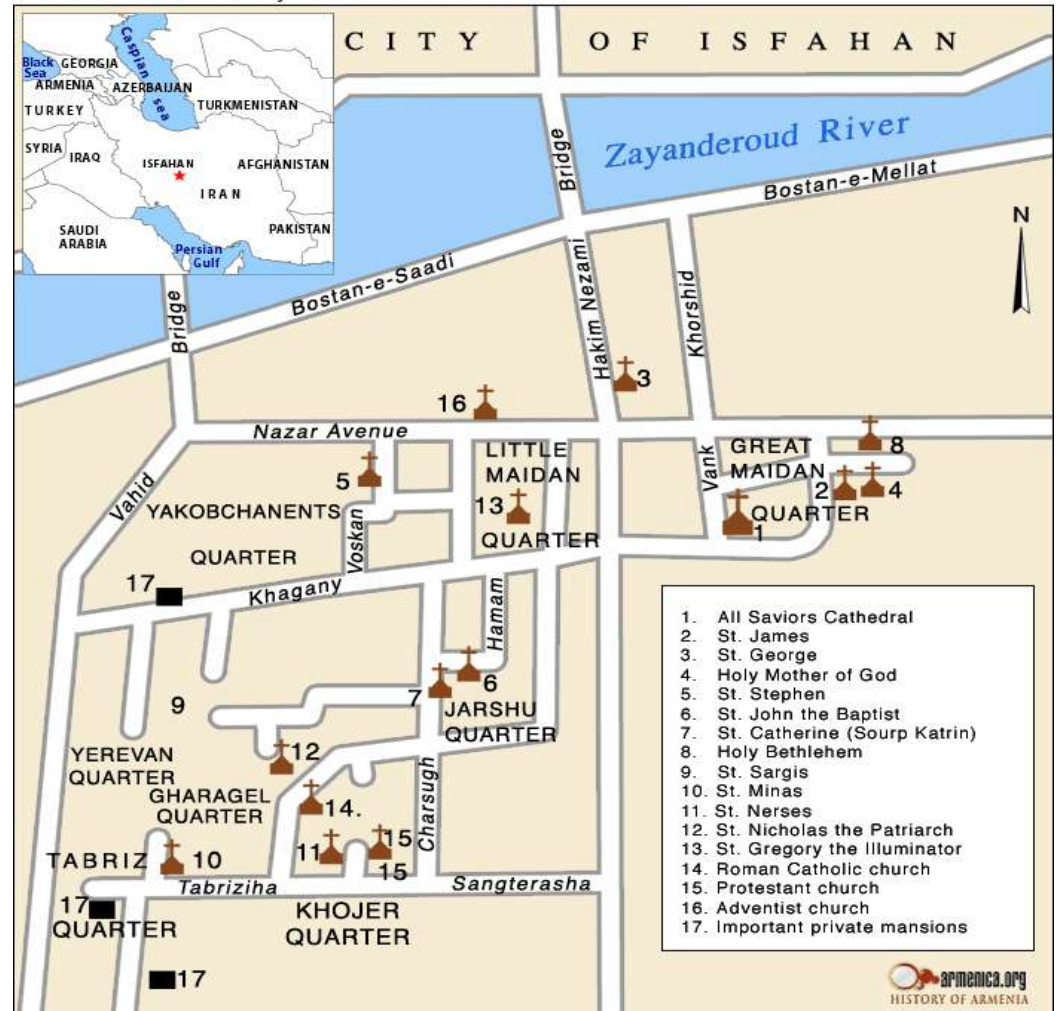 CITY OF ISFAHAN
Black Sea
GEORGIA
Caspian sea
ARMENIA
AZERBAIJAN
TURKEY
TURKMENISTAN
SYRIA
IRAQ
ISFAHAN
AFGHANISTAN
IRAN
SAUDI ARABIA
PAKISTAN
Persian Gulf
Zayanderoud River
Bridge
Bostan-e-Mellat
N
Bostan-e-Saadi
Bridge
Hakim Nezami
Khorshid
3
16
Nazar Avenue
LITTLE
MAIDAN
QUARTER
13
Vank
GREAT
MAIDAN
QUARTER
8
2
4
1
5
Vahid
YAKOBCHANENTS
QUARTER
Voskan
17
Khagany
Hamam
6
7
JARSHU
QUARTER
9
YEREVAN
QUARTER
12
GHARAGEL
QUARTER
14.
Charsugh
TABRIZ
QUARTER
10
11
15
15
Tabriziha
Sangterasha
17
KHOJER
QUARTER
17
1. All Saviors Cathedral
2. St. James
3. St. George
4. Holy Mother of God
5. St. Stephen
6. St. John the Baptist
7. St. Catherine (Sourp Katrin)
8. Holy Bethlehem
9. St. Sargis
10. St. Minas
11. St. Nerses
12. St. Nicholas the Patriarch
13. St. Gregory the Illuminator
14. Roman Catholic church
15. Protestant church
16. Adventist church
17. Important private mansions
armenica.org
HISTORY OF ARMENIA